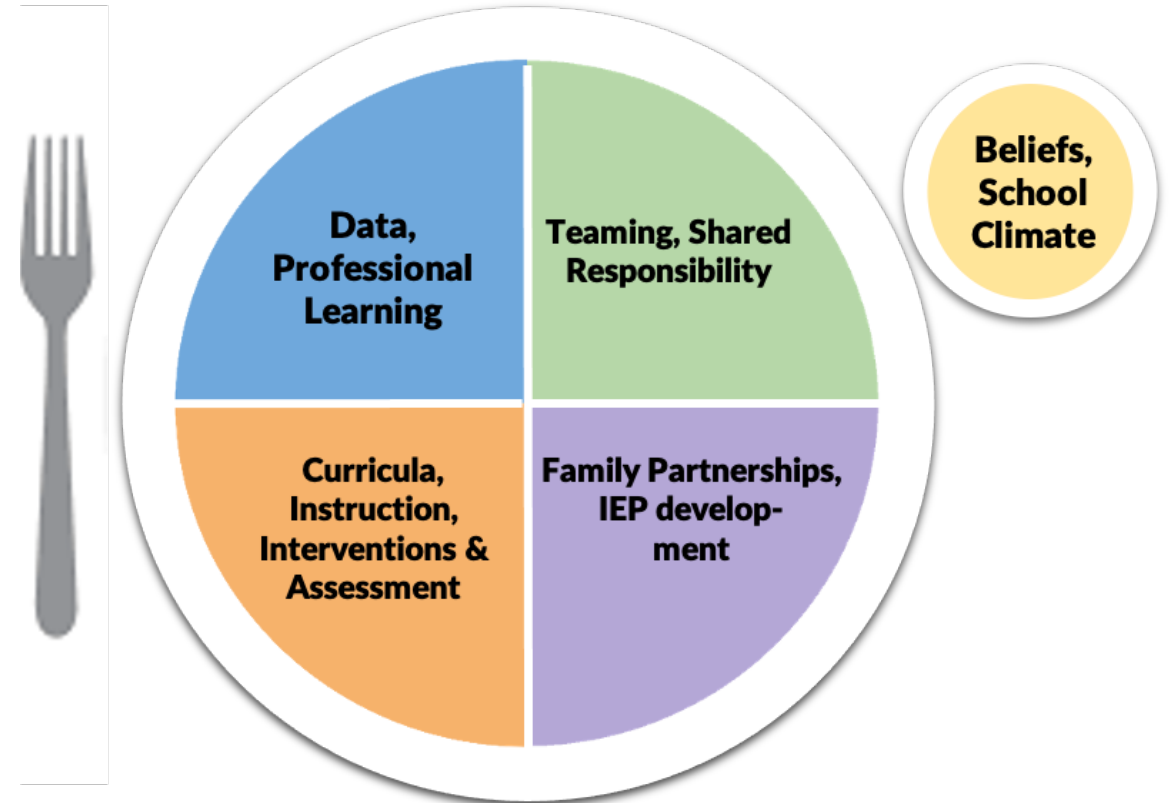 Data,
Professional
Learning
Teaming, Shared
Responsibility
Beliefs,
School
Climate
Curricula,
Instruction,
Interventions &
Assessment
Family Partnerships,
IEP develop-
ment